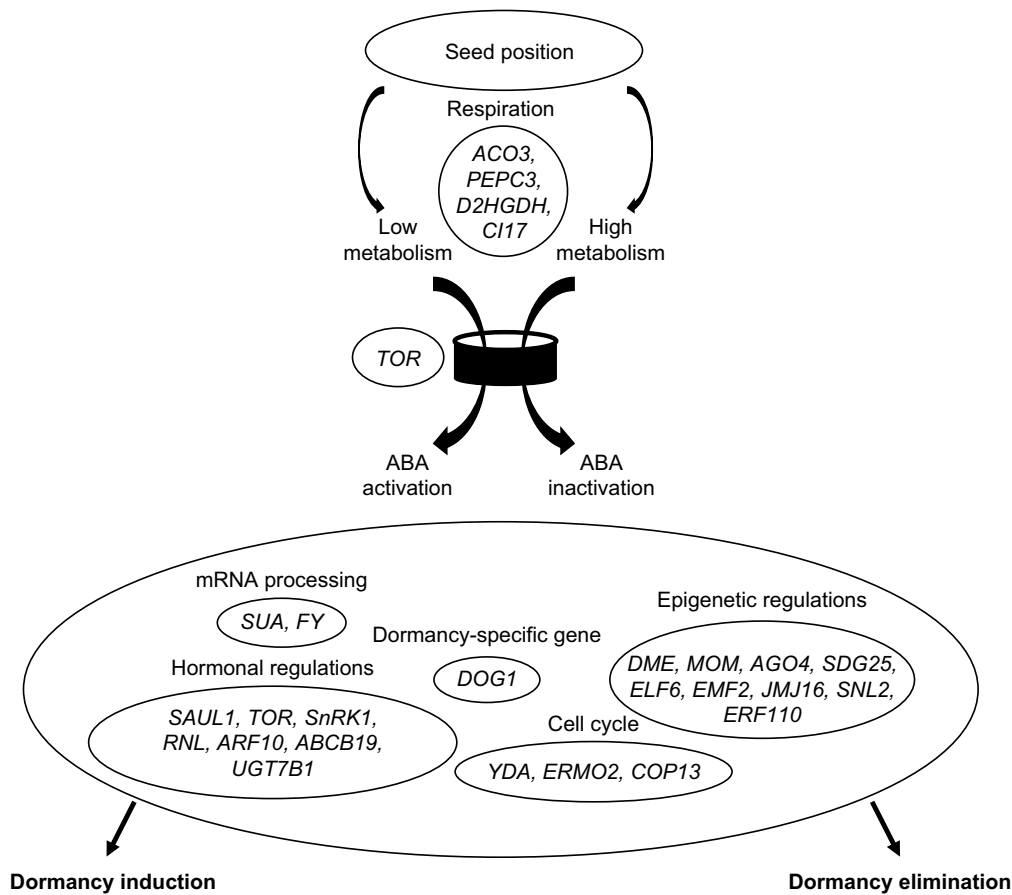 Seed position
Respiration
ACO3,
PEPC3,
D2HGDH,
CI17
Low
metabolism
High
metabolism
TOR
ABA
activation
ABA
inactivation
mRNA processing
SUA, FY
Epigenetic regulations
DME, MOM, AGO4, SDG25,
ELF6, EMF2, JMJ16, SNL2,
ERF110
Dormancy-specific gene
DOG1
Hormonal regulations
SAUL1, TOR, SnRK1,
RNL, ARF10, ABCB19,
UGT7B1
Cell cycle
YDA, ERMO2, COP13
Dormancy induction
Dormancy elimination